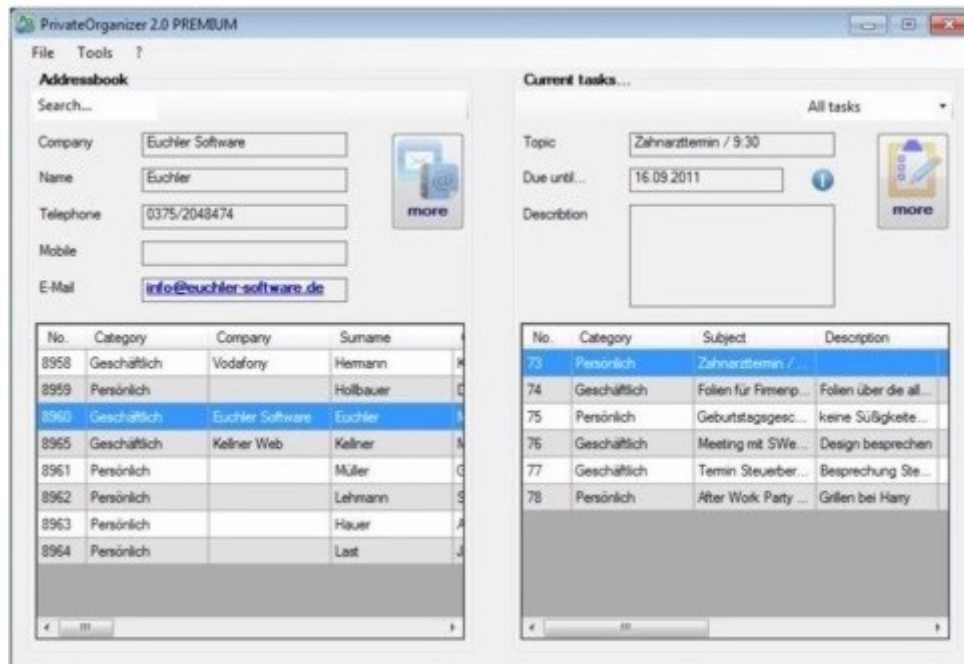 PrivateOrganizer 2.0 PREMIUM
File Tools ?
Addressbook
Search...
Company Euchler Software
Name Euchler
Telephone 0375/2048474
Mobile
E-Mail info@euchler-software.de
more
No. Category Company Surname
8958 Geschäftlich Vodafony Hermann K
8959 Persönlich Hollbauer D
8960 Geschäftlich Euchler Software Euchler M
8965 Geschäftlich Kellner Web Kellner M
8961 Persönlich Müller G
8962 Persönlich Lehmann S
8963 Persönlich Hauer A
8964 Persönlich Last J
Current tasks...
All tasks
Topic Zahnarzttermin / 9:30
Due until... 16.09.2011
Describtion
more
No. Category Subject Description
73 Persönlich Zahnarzttermin / ...
74 Geschäftlich Folien für Firmenp... Folien über die all...
75 Persönlich Geburtstagsgesc... keine Süßigkeite...
76 Geschäftlich Meeting mit SWe... Design besprechen
77 Geschäftlich Termin Steuerber... Besprechung Ste...
78 Persönlich After Work Party ... Grillen bei Harry